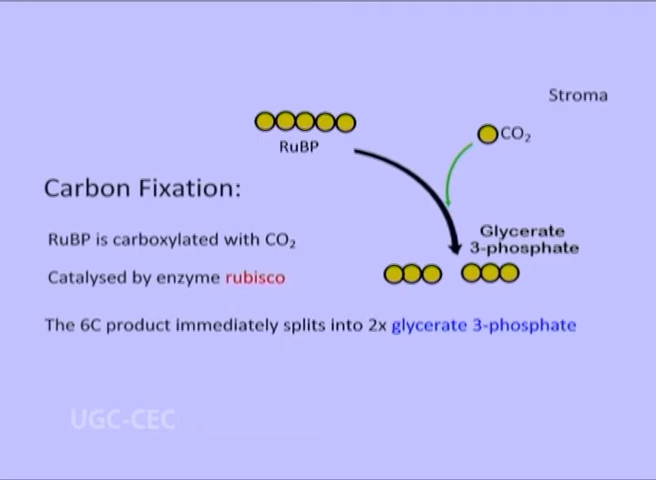 Stroma
CO₂
RuBP
Carbon Fixation:
Glycerate
3-phosphate
RuBP is carboxylated with CO₂
Catalysed by enzyme rubisco
The 6C product immediately splits into 2x glycerate 3-phosphate
UGC-CEC